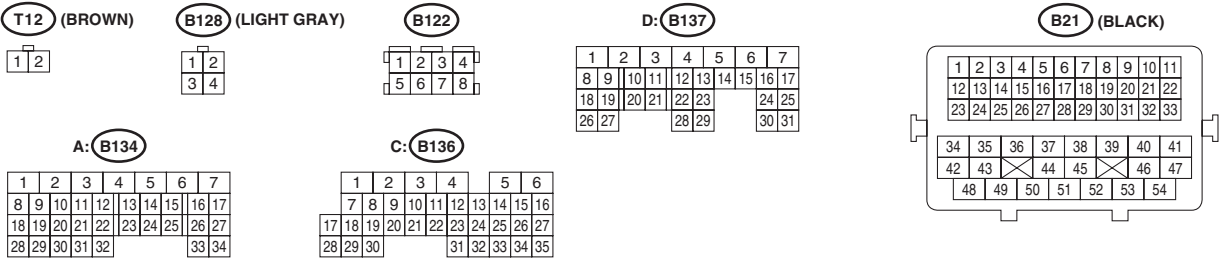 T12 (BROWN)
1 2
B128 (LIGHT GRAY)
1 2
3 4
B122
1 2 3 4
5 6 7 8
D: B137
1 2 3 4 5 6 7
8 9 10 11 12 13 14 15 16 17
18 19 20 21 22 23 24 25
26 27 28 29 30 31
B21 (BLACK)
1 2 3 4 5 6 7 8 9 10 11
12 13 14 15 16 17 18 19 20 21 22
23 24 25 26 27 28 29 30 31 32 33
34 35 36 37 38 39 40 41
42 43 44 45 46 47
48 49 50 51 52 53 54
A: B134
1 2 3 4 5 6 7
8 9 10 11 12 13 14 15 16 17
18 19 20 21 22 23 24 25 26 27
28 29 30 31 32 33 34
C: B136
1 2 3 4 5 6
7 8 9 10 11 12 13 14 15 16
17 18 19 20 21 22 23 24 25 26 27
28 29 30 31 32 33 34 35